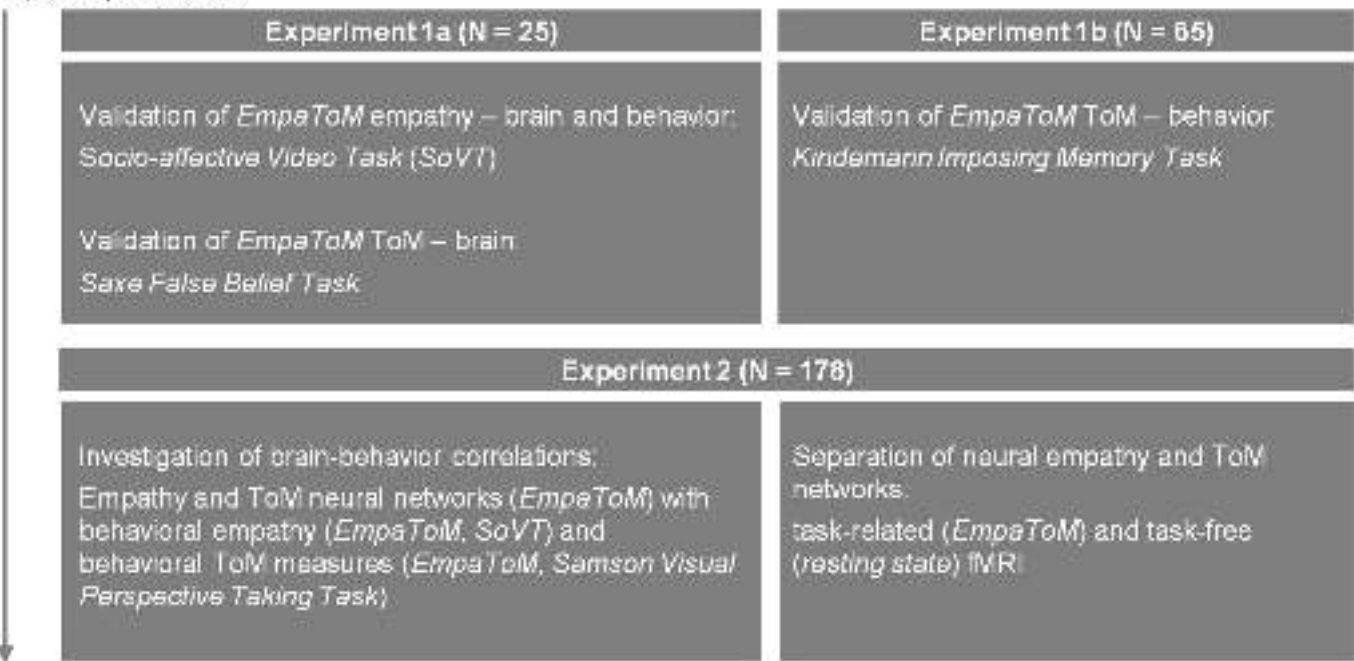 Experiment 1a (N = 25)
Experiment 1b (N = 65)
Validation of EmpaToM empathy – brain and behavior:
Socio-affective Video Task (SoVT)
Validation of EmpaToM ToM – brain
Saxe False Belief Task
Validation of EmpaToM ToM – behavior
Kindemann Imposing Memory Task
Experiment 2 (N = 178)
Investigation of brain-behavior correlations:
Empathy and ToM neural networks (EmpaToM) with
behavioral empathy (EmpaToM, SoVT) and
behavioral ToM measures (EmpaToM, Samson Visual
Perspective Taking Task)
Separation of neural empathy and ToM
networks:
task-related (EmpaToM) and task-free
(resting state) fMRI